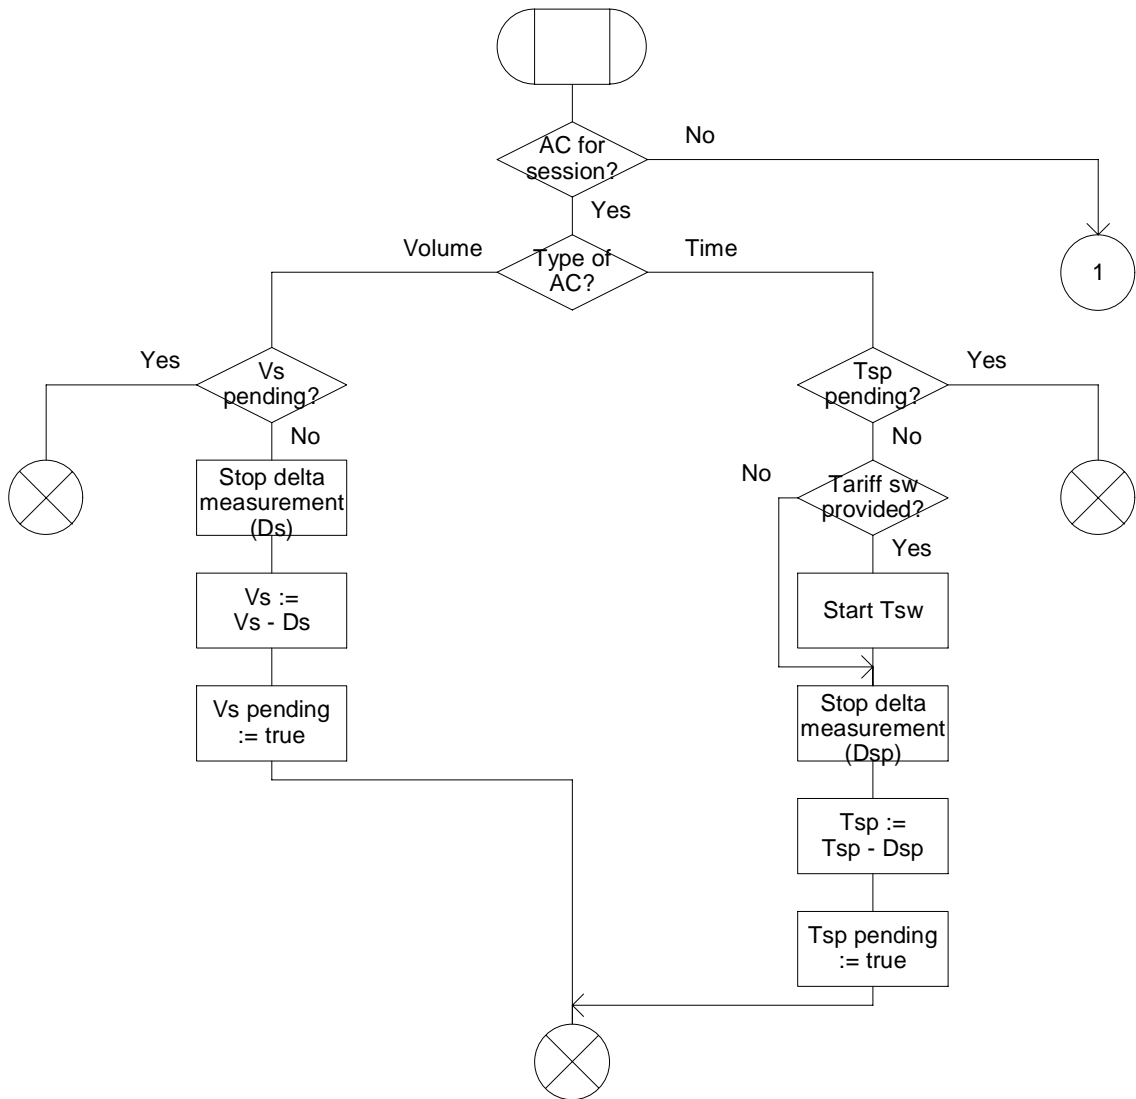 No
AC for
session?
Yes
Volume
Type of
AC?
Time
1
Yes
Vs
pending?
No
Tsp
pending?
Yes
No
Stop delta
measurement
(Ds)
No
Tariff sw
provided?
Yes
Vs :=
Vs - Ds
Start Tsw
Vs pending
:= true
Stop delta
measurement
(Dsp)
Tsp :=
Tsp - Dsp
Tsp pending
:= true